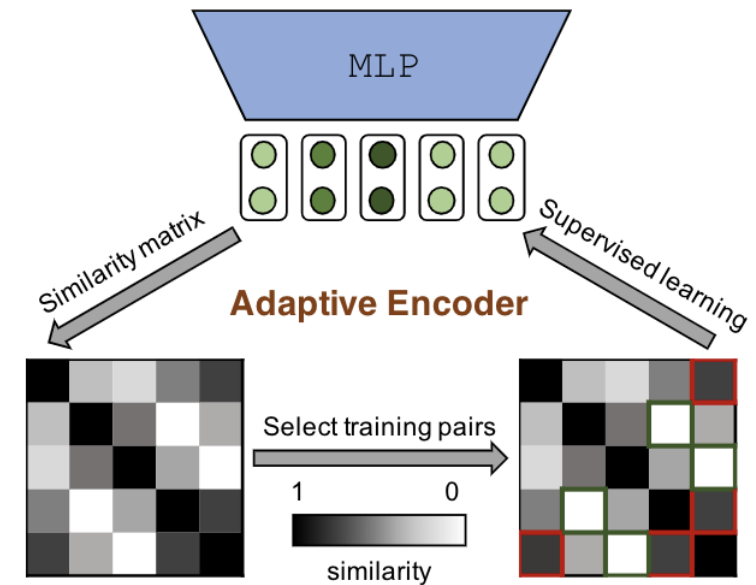 MLP
Similarity matrix
Supervised learning
Adaptive Encoder
Select training pairs
1 0
similarity